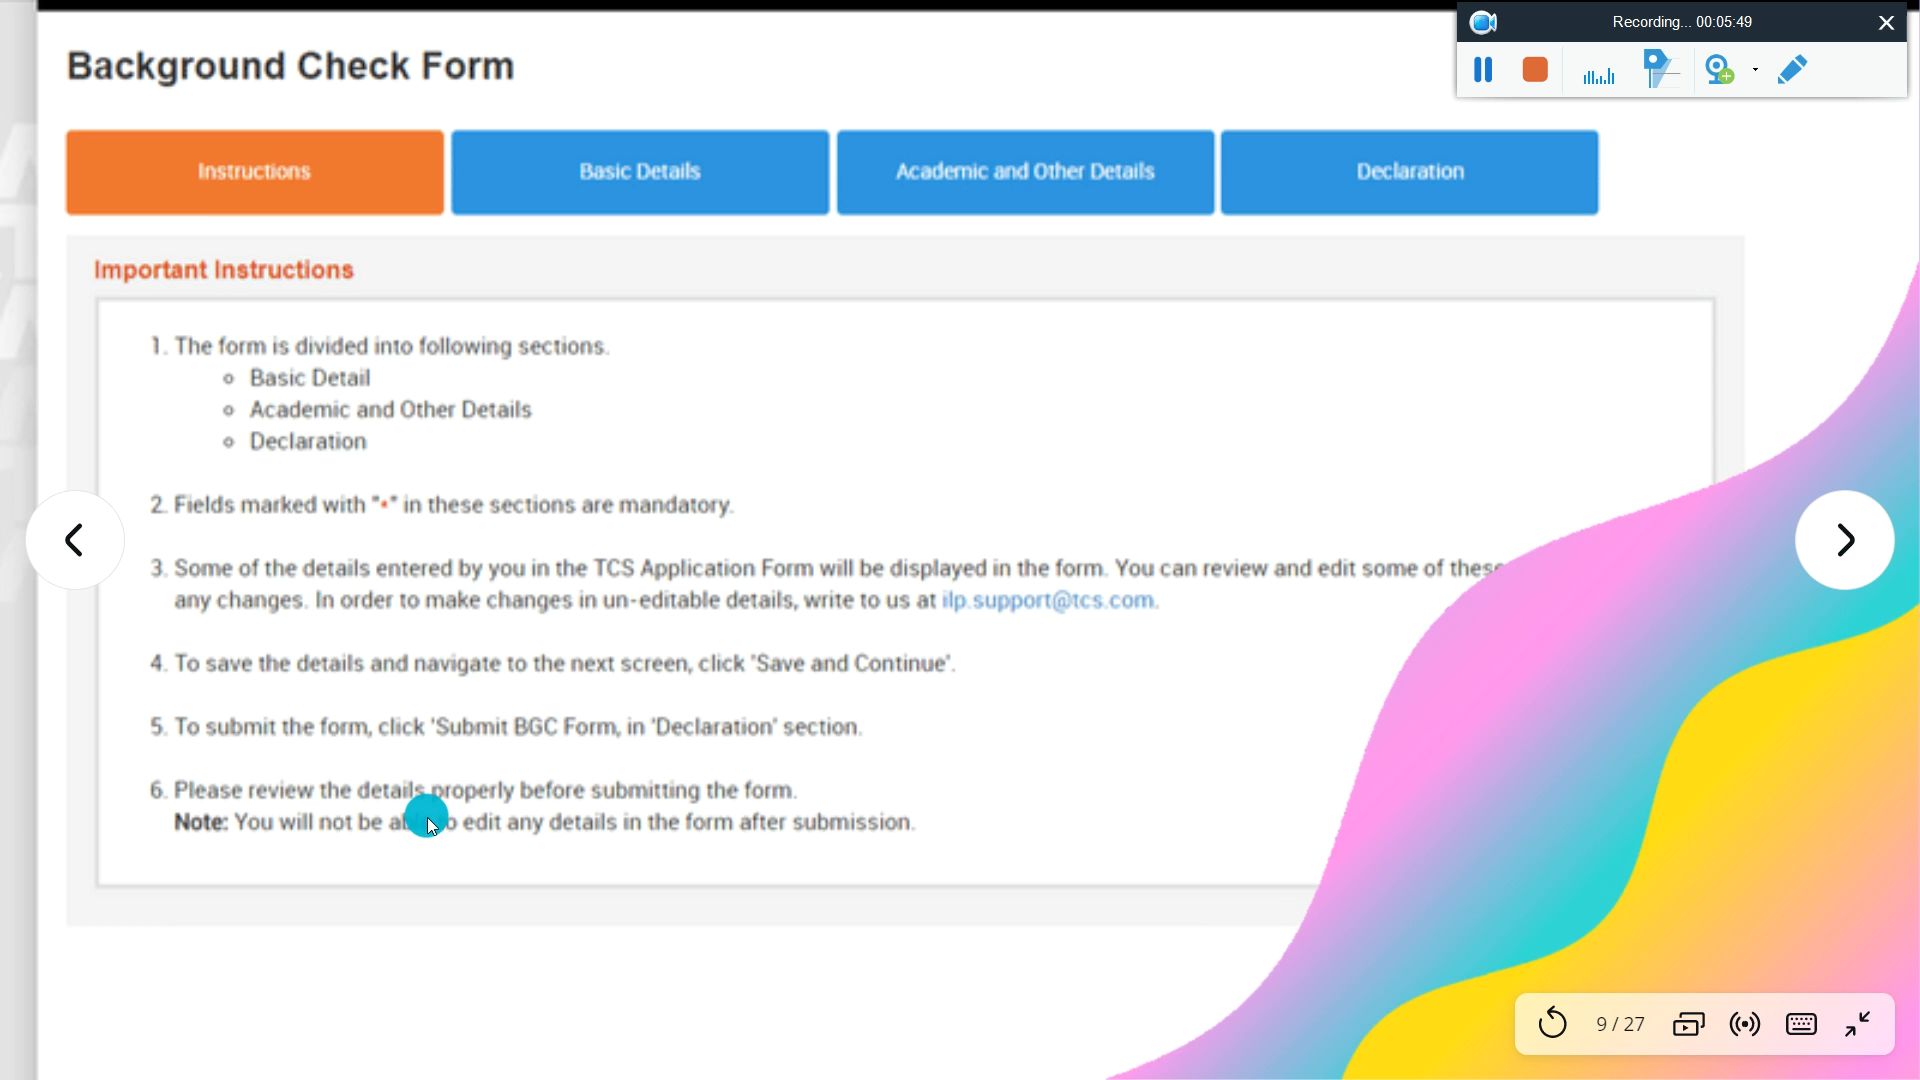 Recording... 00:05:49
Background Check Form
Instructions
Basic Details
Academic and Other Details
Declaration
Important Instructions
1. The form is divided into following sections.
Basic Detail
Academic and Other Details
Declaration
2. Fields marked with "•" in these sections are mandatory.
3. Some of the details entered by you in the TCS Application Form will be displayed in the form. You can review and edit some of these
any changes. In order to make changes in un-editable details, write to us at ilp.support@tcs.com.
4. To save the details and navigate to the next screen, click 'Save and Continue'.
5. To submit the form, click 'Submit BGC Form, in 'Declaration' section.
6. Please review the details properly before submitting the form.
Note: You will not be to edit any details in the form after submission.
9 / 27